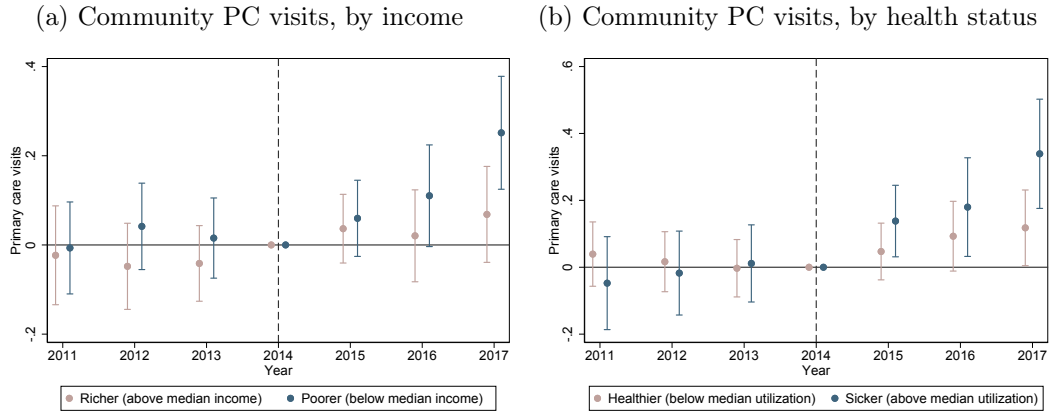 (a) Community PC visits, by income
Primary care visits
.4
.2
0
-.2
2011 2012 2013 2014 2015 2016 2017
Year
Richer (above median income) Poorer (below median income)
(b) Community PC visits, by health status
Primary care visits
.6
.4
.2
0
-.2
2011 2012 2013 2014 2015 2016 2017
Year
Healthier (below median utilization) Sicker (above median utilization)